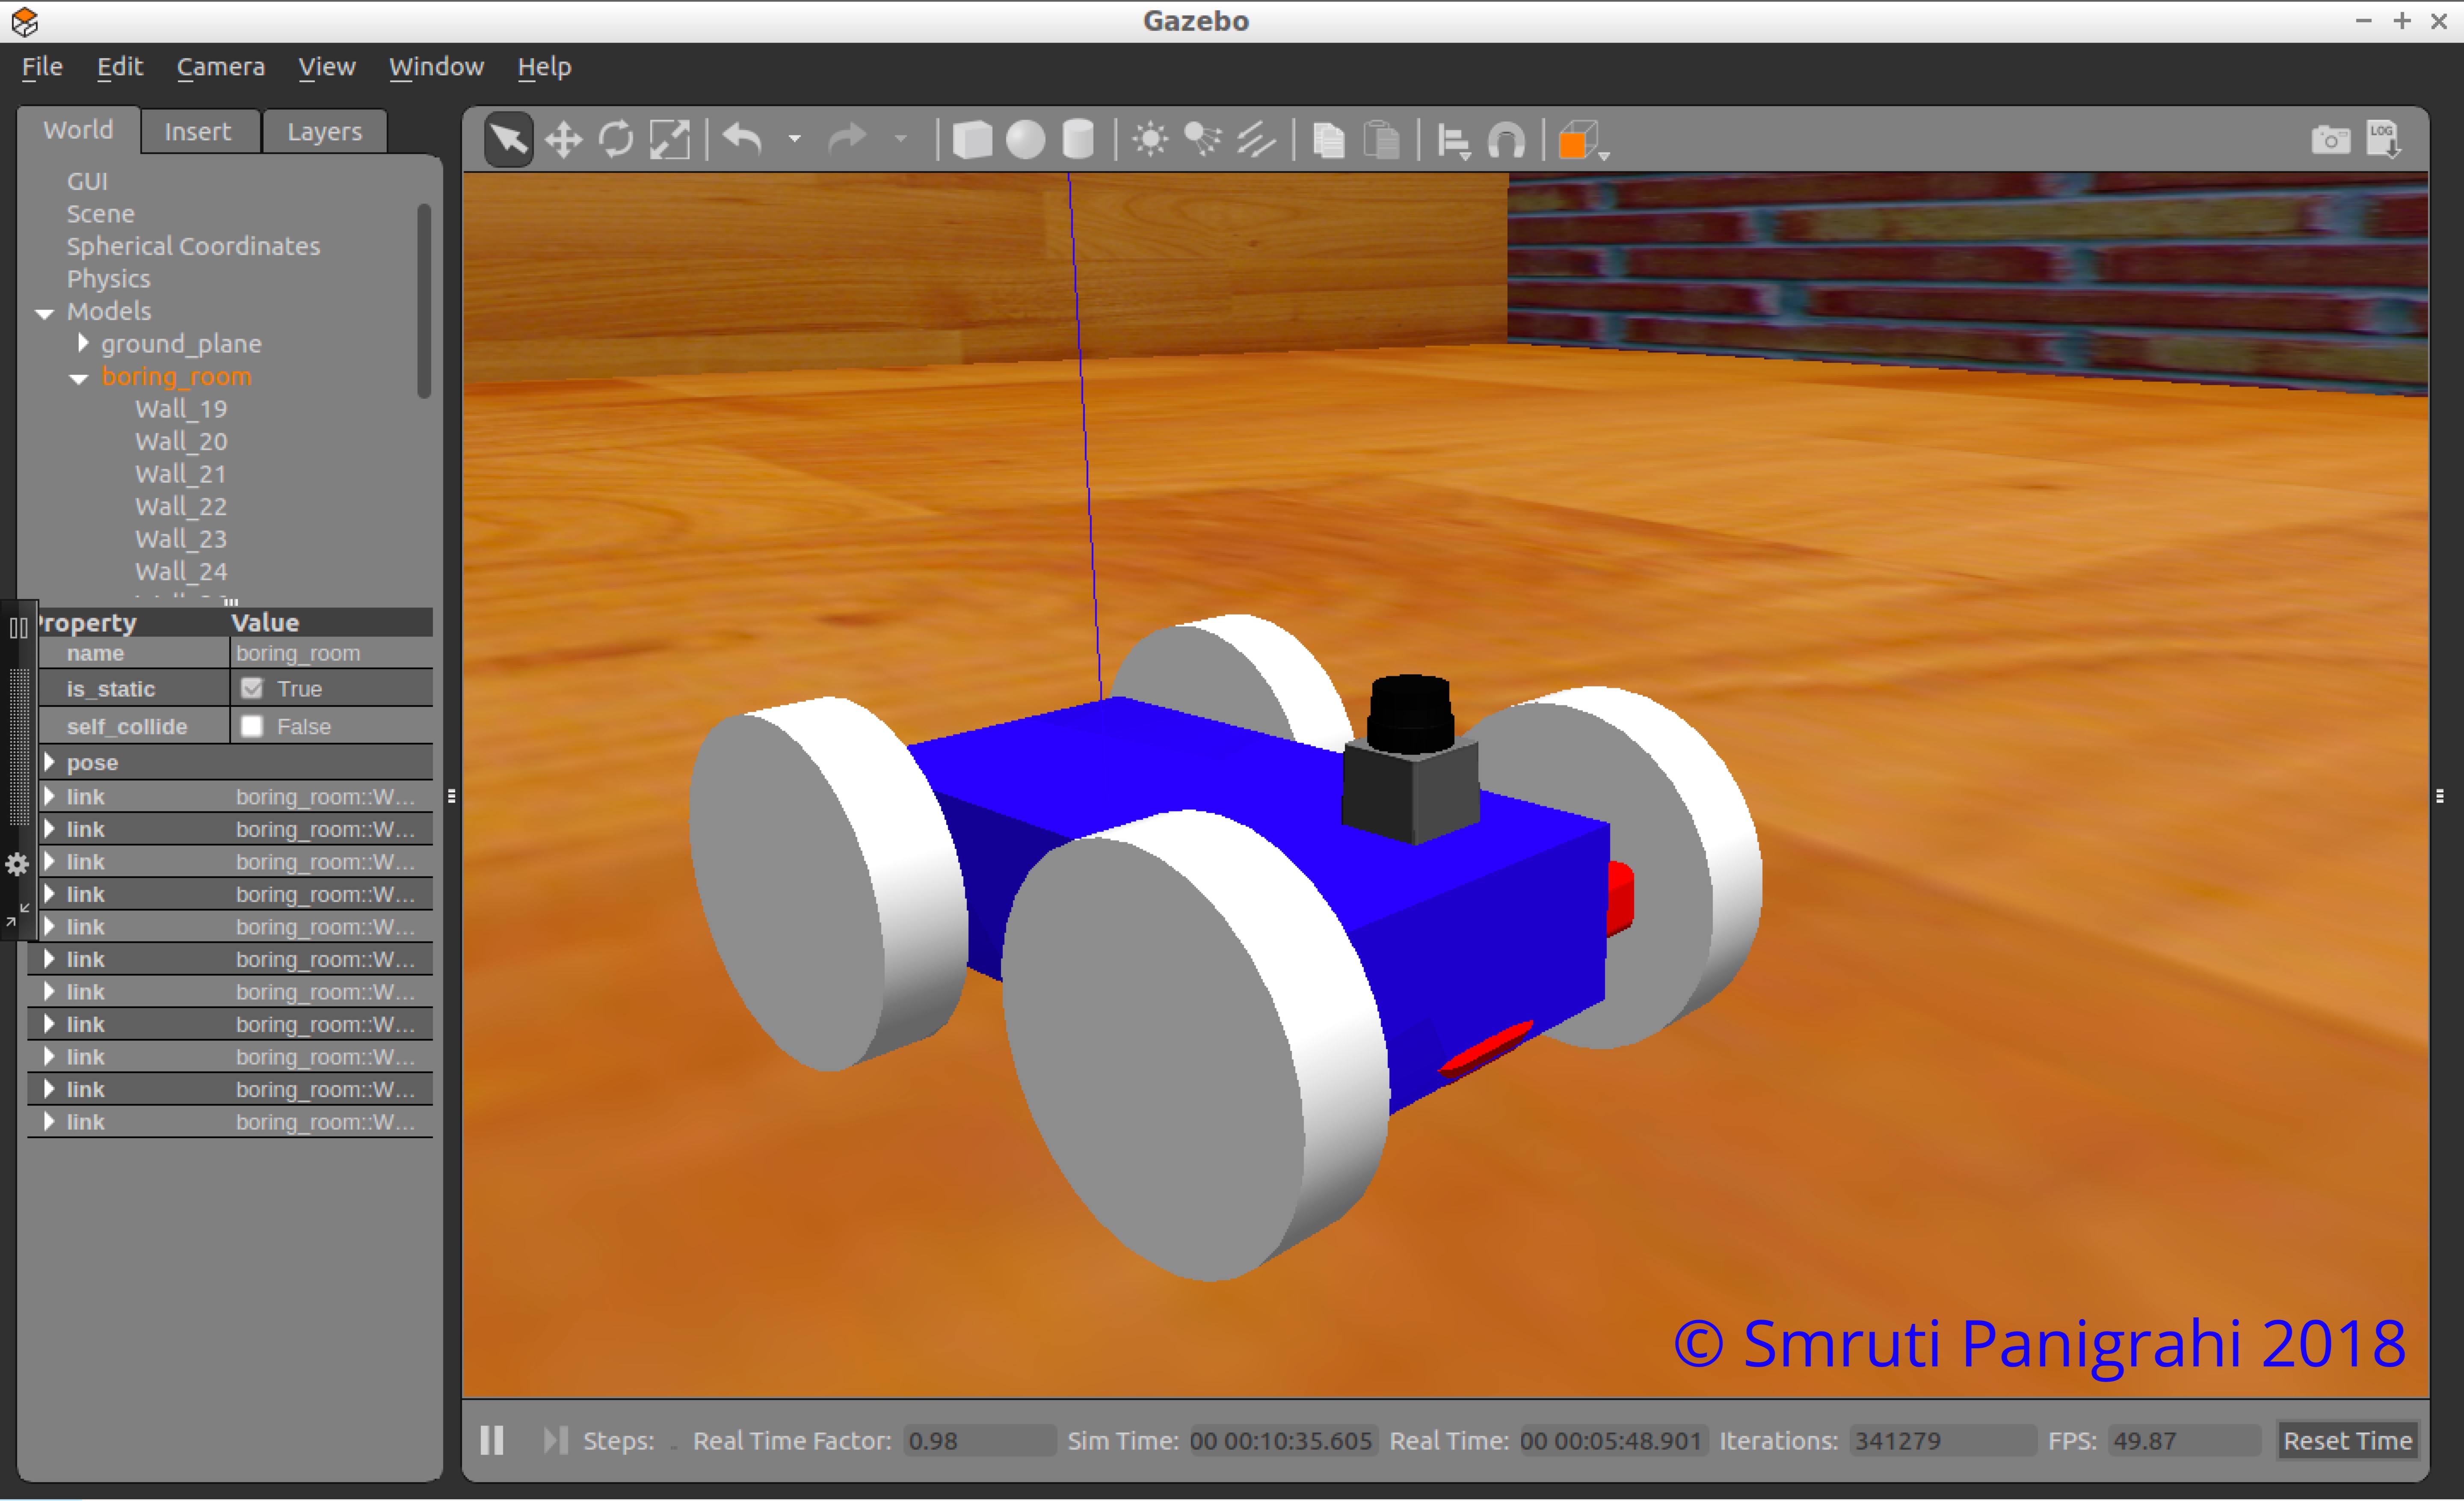 Gazebo
File Edit Camera View Window Help
World Insert Layers
LOG
GUI
Scene
Spherical Coordinates
Physics
Models
ground_plane
boring_room
Wall_19
Wall_20
Wall_21
Wall_22
Wall_23
Wall_24
Property Value
name boring_room
is_static True
self_collide False
pose
link boring_room::W...
link boring_room::W...
link boring_room::W...
link boring_room::W...
link boring_room::W...
link boring_room::W...
link boring_room::W...
link boring_room::W...
link boring_room::W...
link boring_room::W...
link boring_room::W...
© Smruti Panigrahi 2018
Steps: Real Time Factor: 0.98 Sim Time: 00 00:10:35.605 Real Time: 00 00:05:48.901 Iterations: 341279 FPS: 49.87 Reset Time